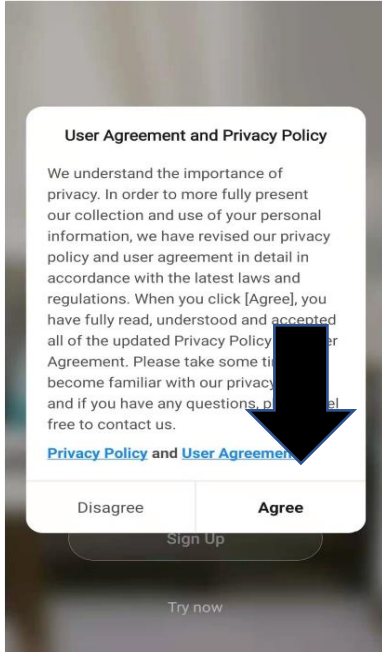 User Agreement and Privacy Policy
We understand the importance of
privacy. In order to more fully present
our collection and use of your personal
information, we have revised our privacy
policy and user agreement in detail in
accordance with the latest laws and
regulations. When you click [Agree], you
have fully read, understood and accepted
all of the updated Privacy Policy
Agreement. Please take some
become familiar with our privacy
and if you have any questions,
free to contact us.
Privacy Policy and User Agreement
Disagree
Agree
Sign Up
Try now